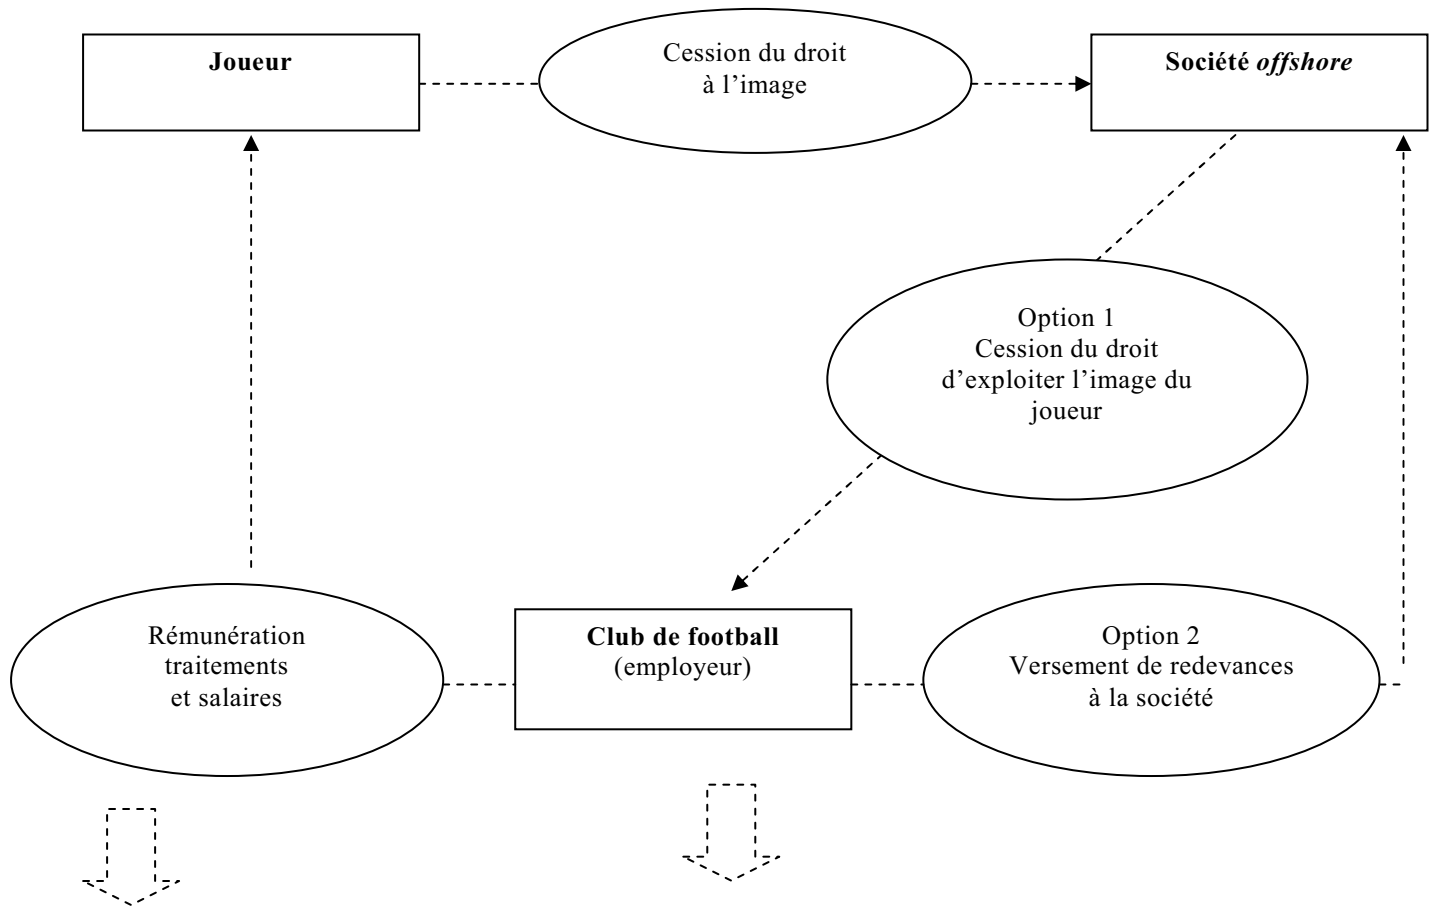 Joueur
Cession du droit
à l’image
Société offshore
Option 1
Cession du droit
d’exploiter l’image du
joueur
Rémunération
traitements
et salaires
Club de football
(employeur)
Option 2
Versement de redevances
à la société